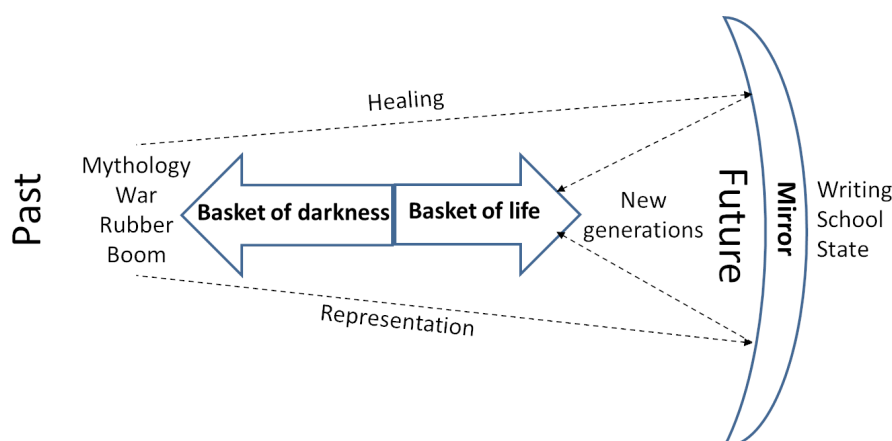 Past
Mythology
War
Rubber
Boom
Healing
Basket of darkness
Basket of life
Representation
New
generations
Future
Mirror
Writing
School
State